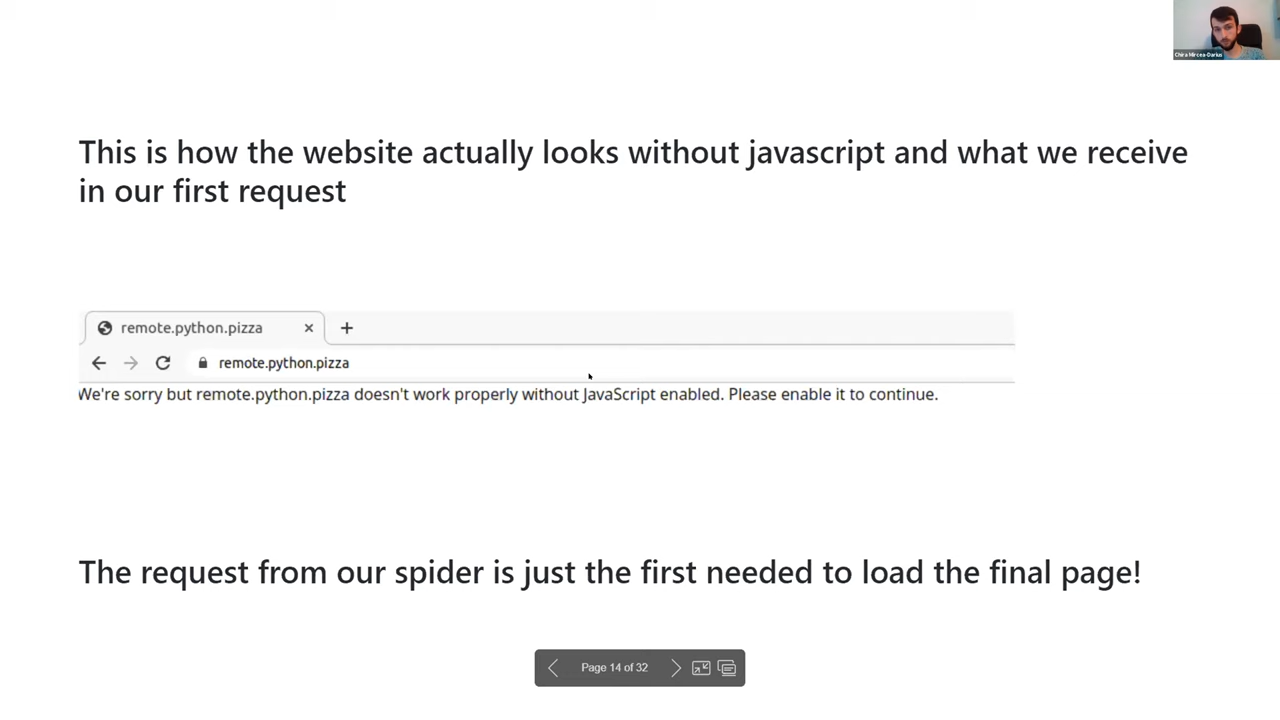 Chira Mircea-Darius
This is how the website actually looks without javascript and what we receive
in our first request
remote.python.pizza
remote.python.pizza
We're sorry but remote.python.pizza doesn't work properly without JavaScript enabled. Please enable it to continue.
The request from our spider is just the first needed to load the final page!
Page 14 of 32